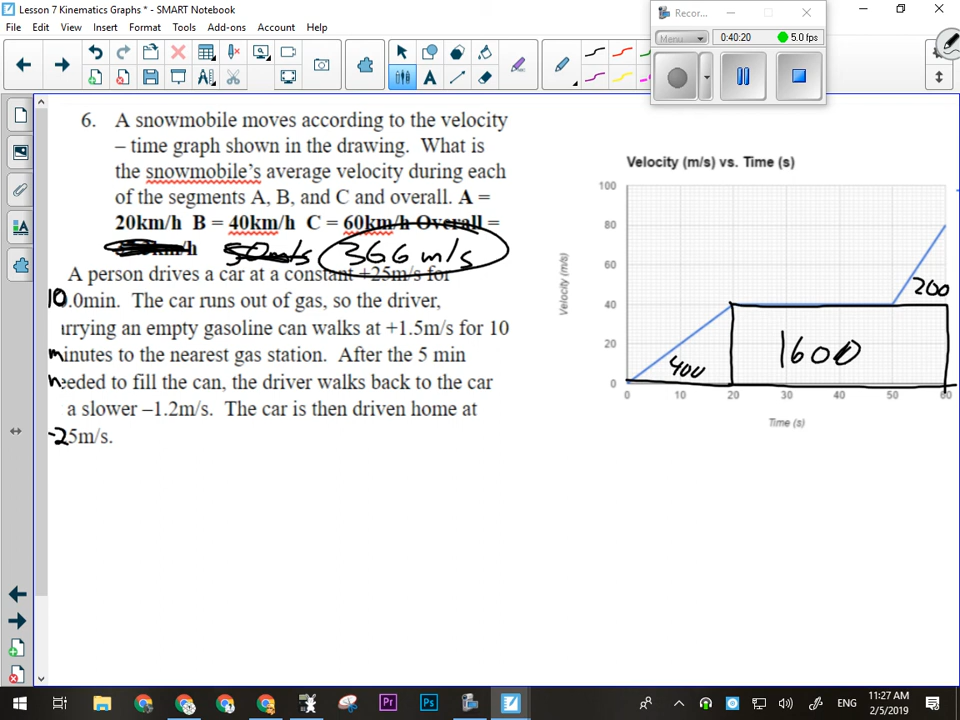 Lesson 7 Kinematics Graphs * - SMART Notebook
File Edit View Insert Format Tools Add-ons Account Help
Recor...
Menu 0:40:20 5.0 fps
6. A snowmobile moves according to the velocity
– time graph shown in the drawing. What is
the snowmobile's average velocity during each
of the segments A, B, and C and overall. A =
20km/h B = 40km/h C = 60km/h Overall =
km/h 50m/s 366 m/s
A person drives a car at a constant +25m/s for
10.0min. The car runs out of gas, so the driver,
arrying an empty gasoline can walks at +1.5m/s for 10
minutes to the nearest gas station. After the 5 min
needed to fill the can, the driver walks back to the car
a slower –1.2m/s. The car is then driven home at
-25m/s.
Velocity (m/s) vs. Time (s)
100
80
60
40
20
0
Velocity (m/s)
0 10 20 30 40 50 60
Time (s)
400
1600
200
ENG
11:27 AM
2/5/2019